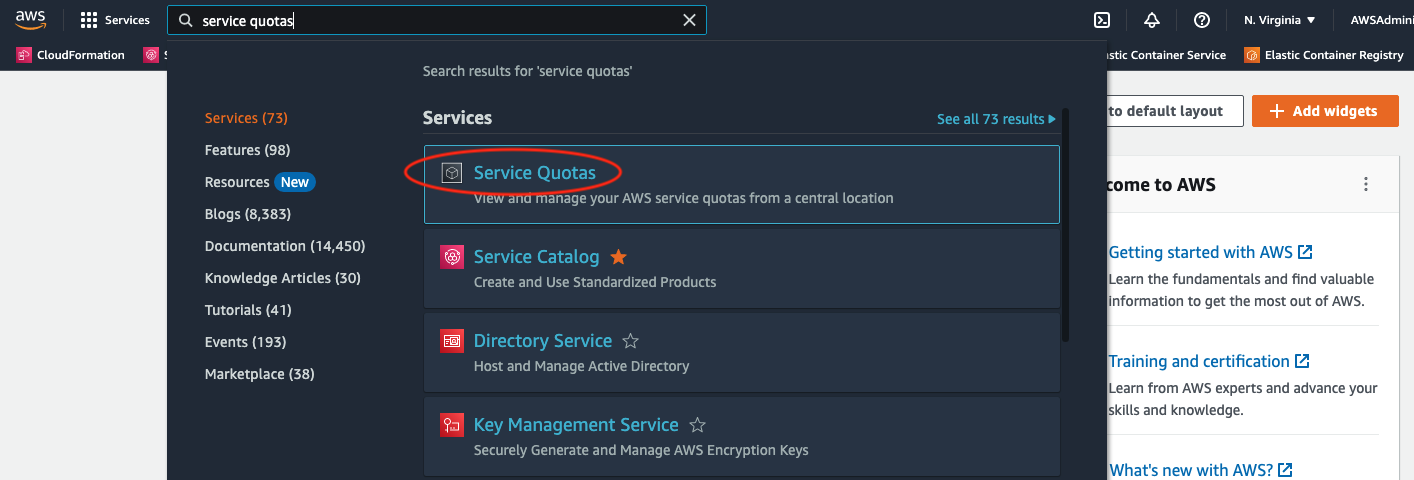 aws
Services
service quotas
N. Virginia
AWSAdmini
CloudFormation
S
astic Container Service
Elastic Container Registry
Search results for 'service quotas'
Services (73)
Features (98)
Resources New
Blogs (8,383)
Documentation (14,450)
Knowledge Articles (30)
Tutorials (41)
Events (193)
Marketplace (38)
Services
See all 73 results
Service Quotas
View and manage your AWS service quotas from a central location
Service Catalog
Create and Use Standardized Products
Directory Service
Host and Manage Active Directory
Key Management Service
Securely Generate and Manage AWS Encryption Keys
to default layout
Add widgets
come to AWS
Getting started with AWS
Learn the fundamentals and find valuable
information to get the most out of AWS.
Training and certification
Learn from AWS experts and advance your
skills and knowledge.
What's new with AWS?